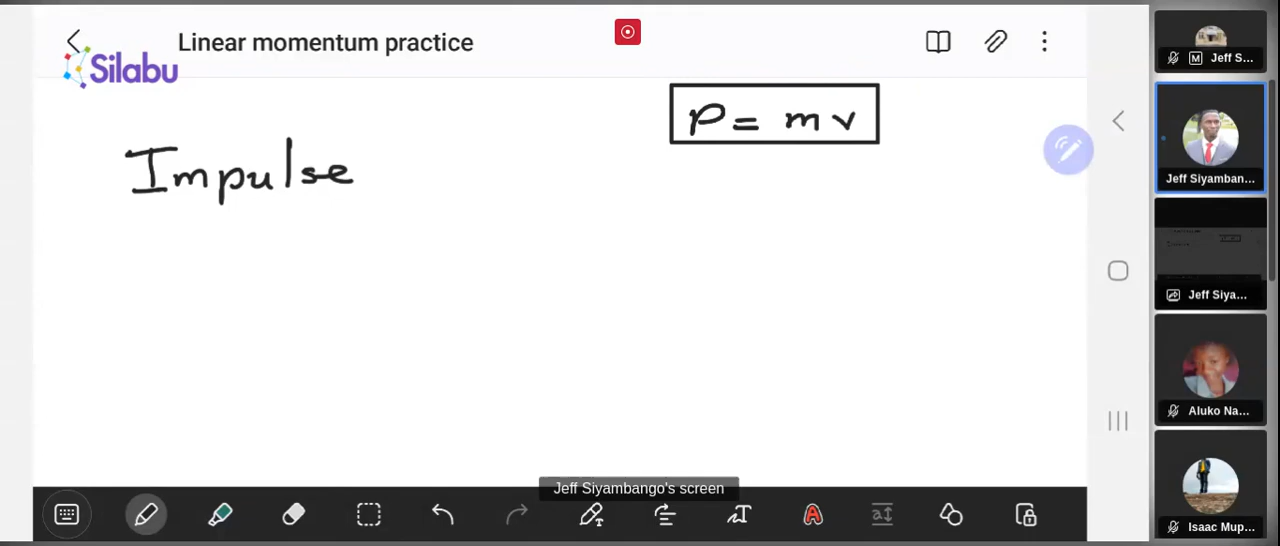 Linear momentum practice
Silabu
P = mv
Impulse
Jeff S...
Jeff Siyamban...
Jeff Siya...
Aluko Na...
Isaac Mup...
Jeff Siyambango's screen